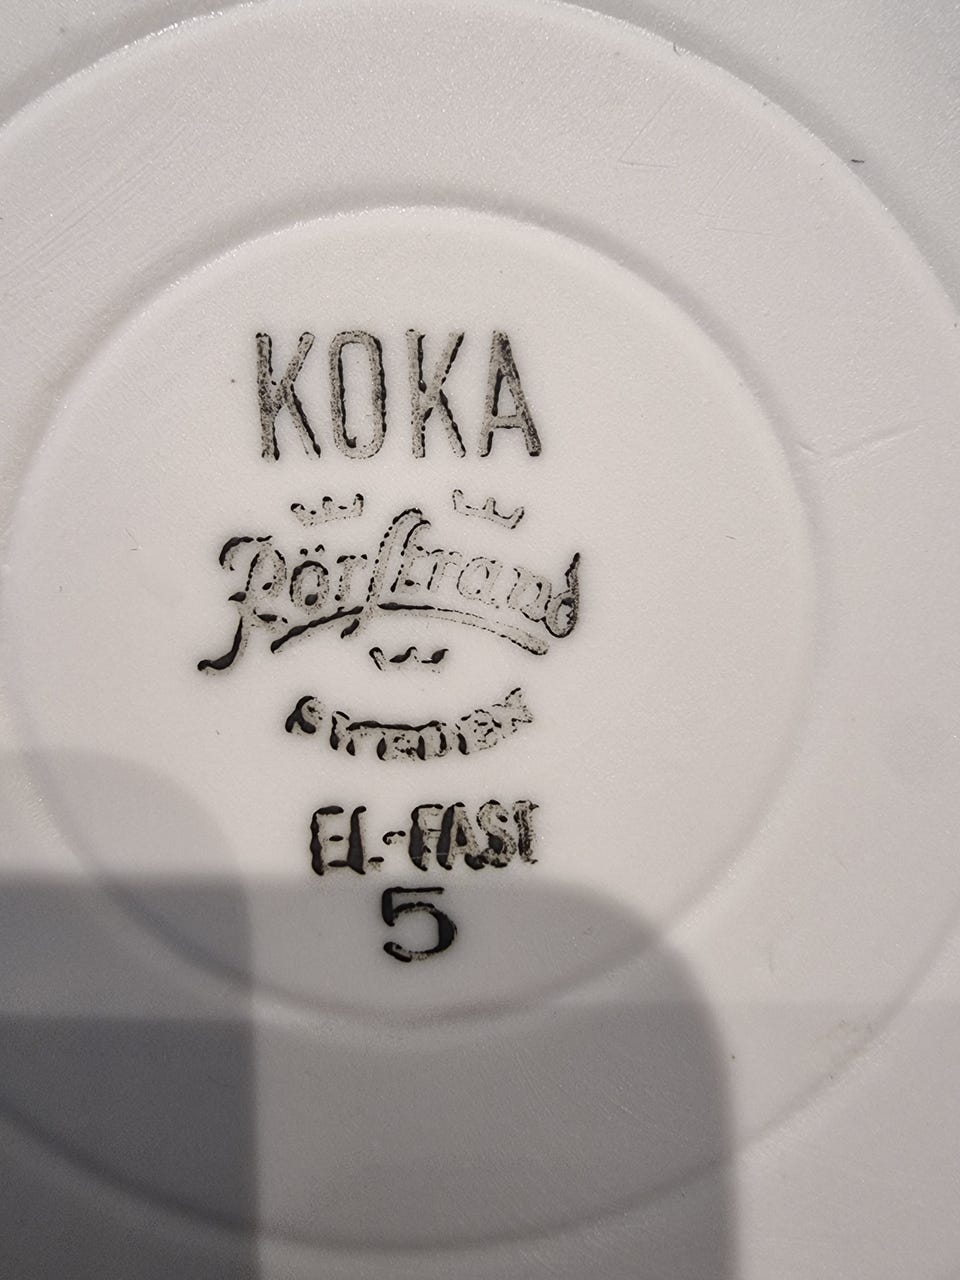 KOKA
Rörstrand
SWEDEN
EL-FAST
5